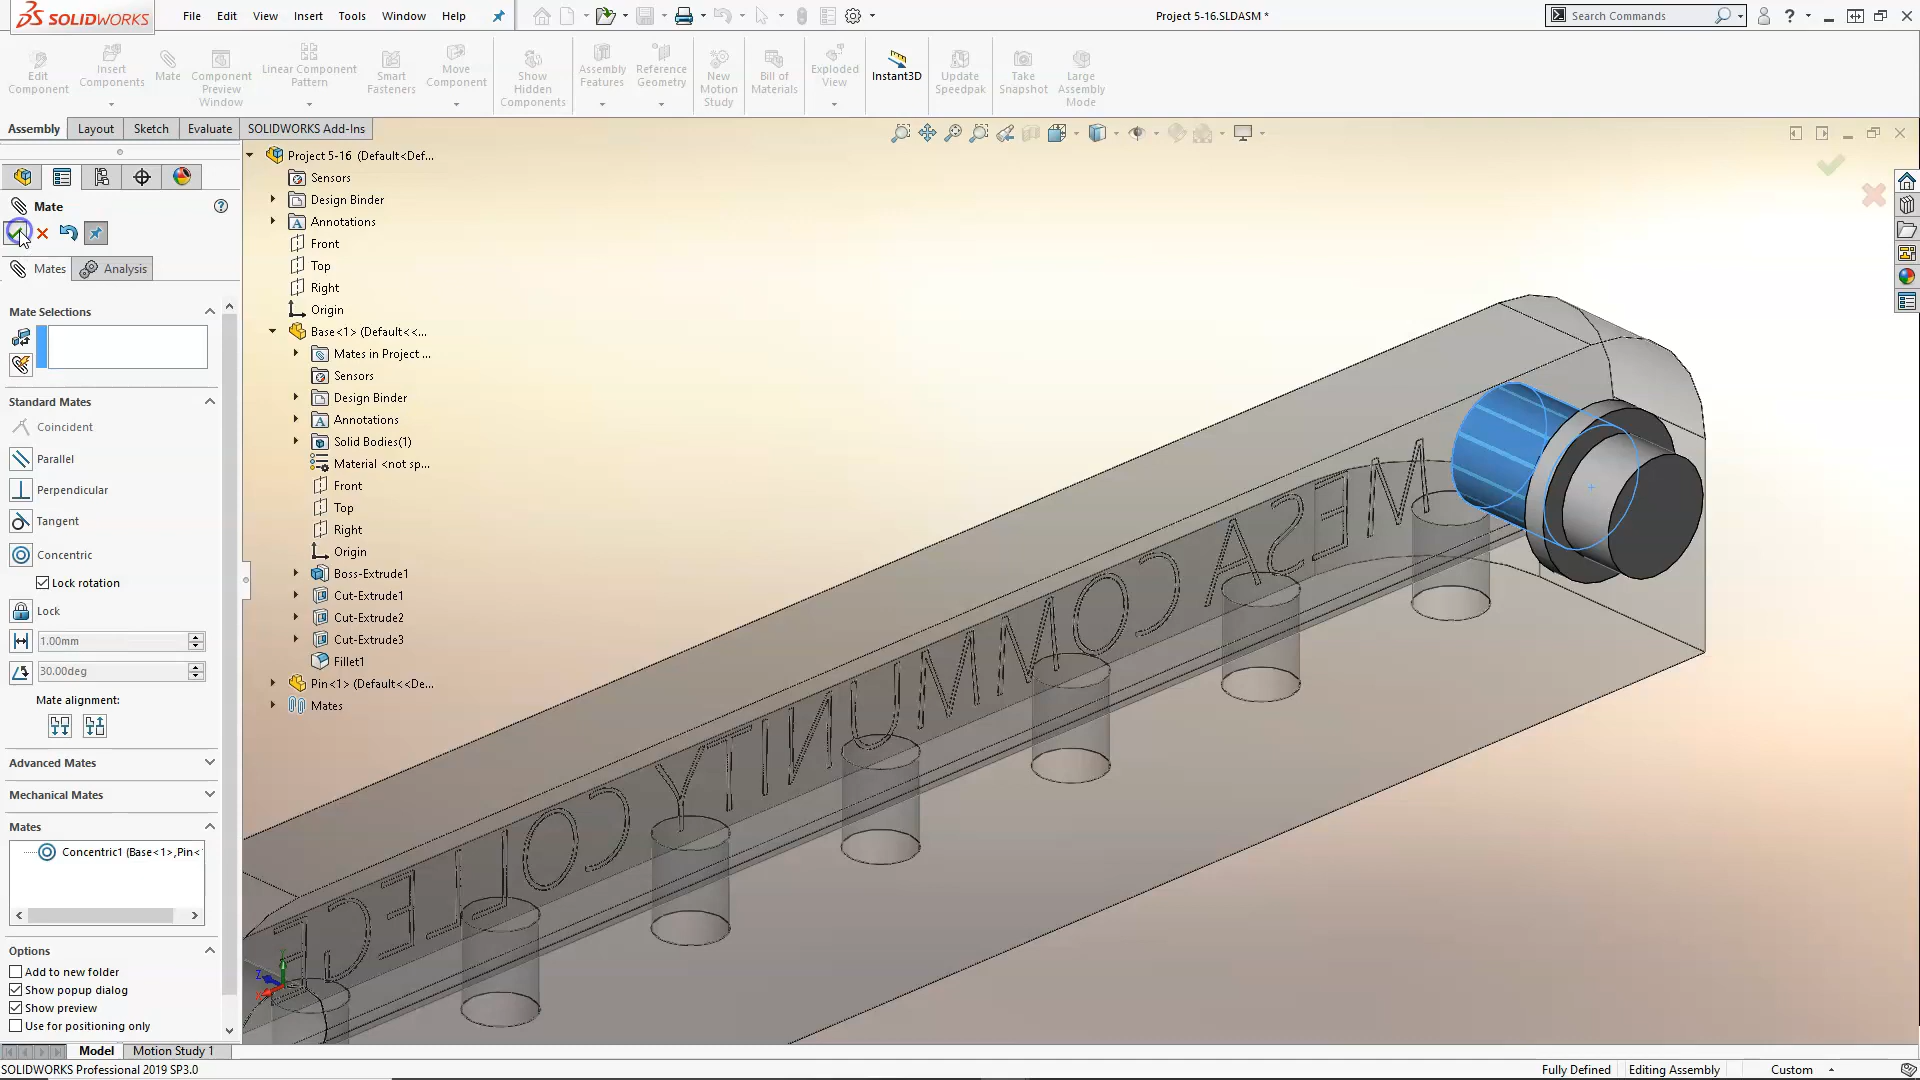 SOLIDWORKS
File Edit View Insert Tools Window Help
Project 5-16.SLDASM *
Search Commands
Edit Component
Insert Components
Mate
Component Preview Window
Linear Component Pattern
Smart Fasteners
Move Component
Show Hidden Components
Assembly Features
Reference Geometry
New Motion Study
Bill of Materials
Exploded View
Instant3D
Update Speedpak
Take Snapshot
Large Assembly Mode
Assembly Layout Sketch Evaluate SOLIDWORKS Add-Ins
Mate
Mates Analysis
Mate Selections
Standard Mates
Coincident
Parallel
Perpendicular
Tangent
Concentric
Lock rotation
Lock
1.00mm
30.00deg
Mate alignment:
Advanced Mates
Mechanical Mates
Mates
Concentric1 (Base<1>,Pin<
Options
Add to new folder
Show popup dialog
Show preview
Use for positioning only
Project 5-16 (Default<Def...
Sensors
Design Binder
Annotations
Front
Top
Right
Origin
Base<1> (Default<<...
Mates in Project ...
Sensors
Design Binder
Annotations
Solid Bodies(1)
Material <not sp...
Front
Top
Right
Origin
Boss-Extrude1
Cut-Extrude1
Cut-Extrude2
Cut-Extrude3
Fillet1
Pin<1> (Default<<De...
Mates
MESA COMMUNITY COLLEGE
Model Motion Study 1
SOLIDWORKS Professional 2019 SP3.0
Fully Defined Editing Assembly Custom